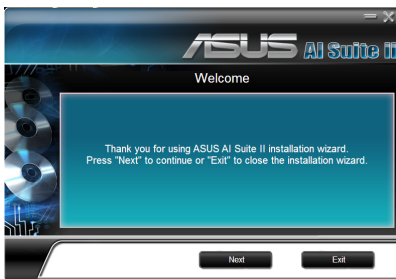 ASUS AI Suite II
Welcome
Thank you for using ASUS AI Suite II installation wizard.
Press "Next" to continue or "Exit" to close the installation wizard.
Next Exit